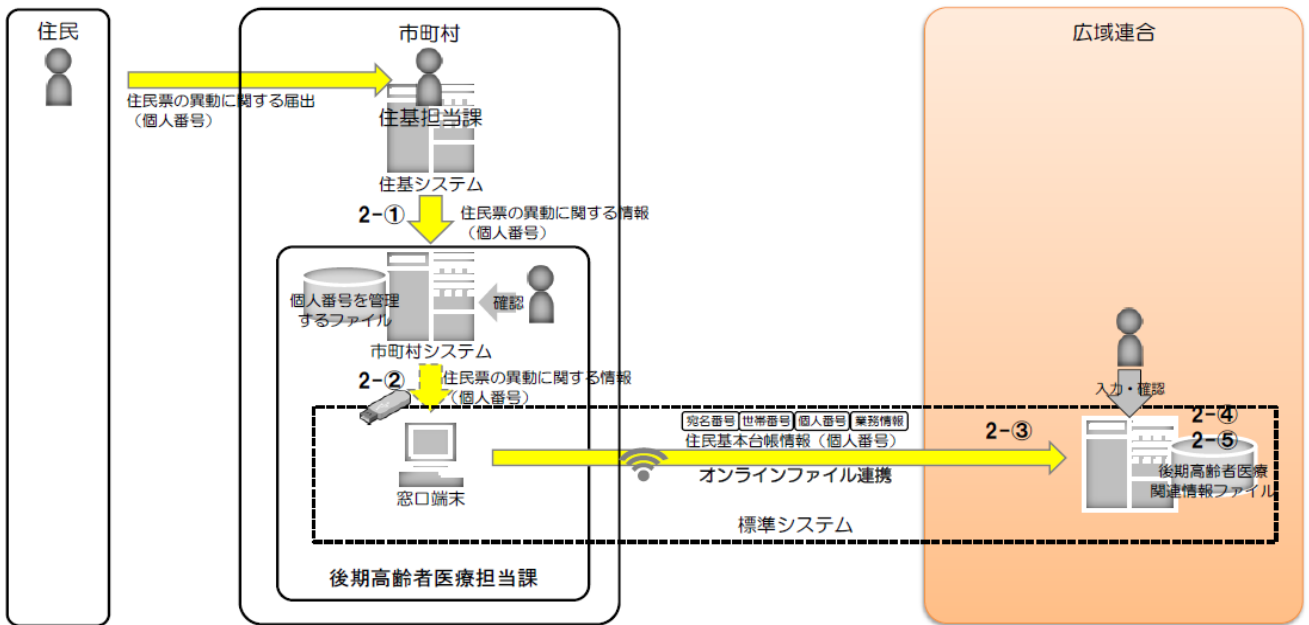 住民
市町村
広域連合
住民票の異動に関する届出
（個人番号）
住基担当課
住基システム
2-①
住民票の異動に関する情報
（個人番号）
個人番号を管理
するファイル
確認
市町村システム
2-②
住民票の異動に関する情報
（個人番号）
窓口端末
宛名番号 世帯番号 個人番号 業務情報
住民基本台帳情報（個人番号）
2-③
オンラインファイル連携
入力・確認
2-④
2-⑤
後期高齢者医療
関連情報ファイル
標準システム
後期高齢者医療担当課